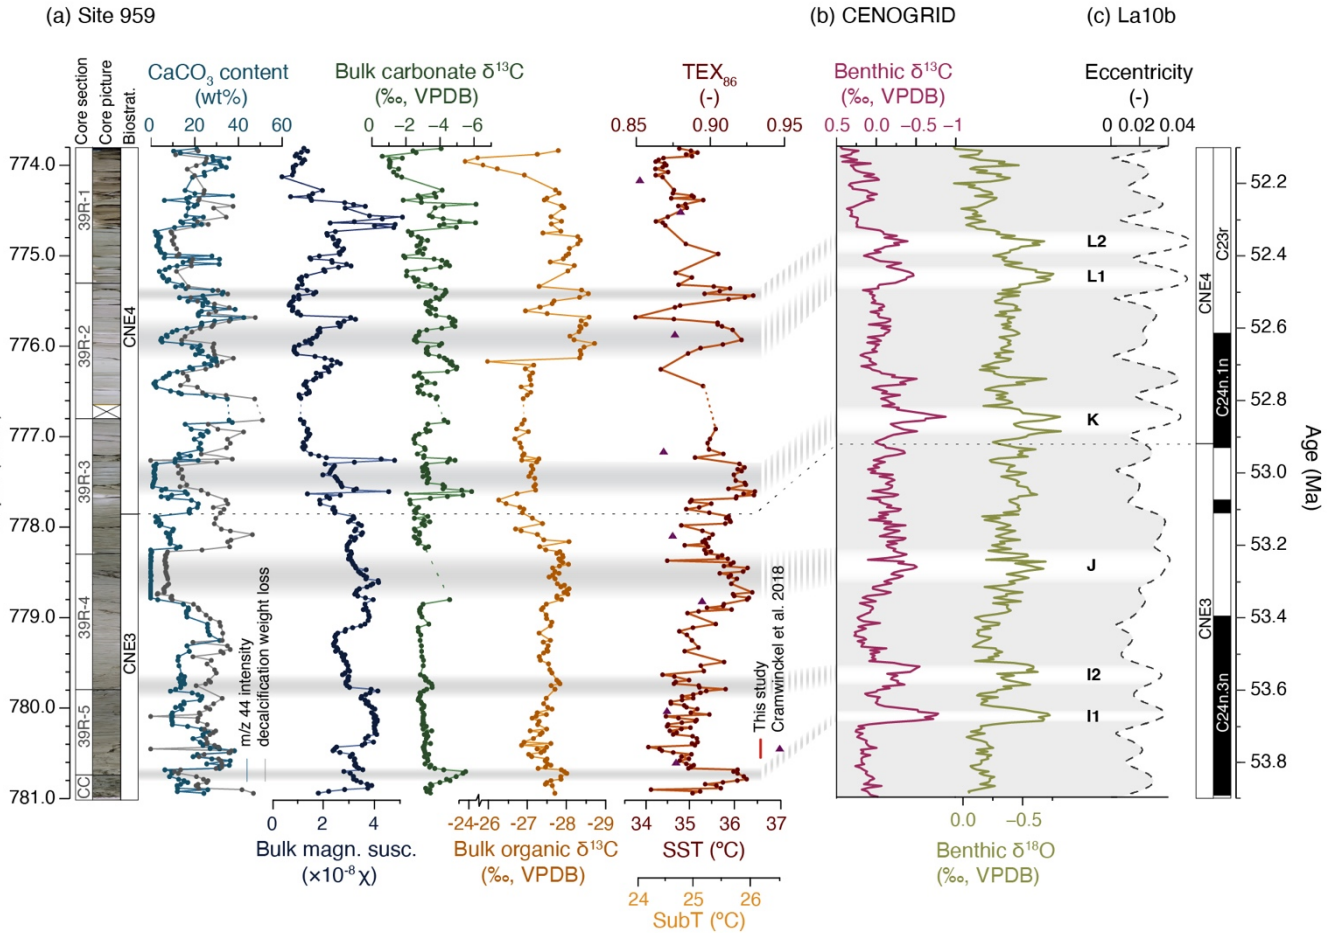 (a) Site 959
(b) CENOGRID
(c) La10b
Core section
Core picture
Biostrat.
CaCO3 content
(wt%)
0 20 40 60
Bulk carbonate δ13C
(‰, VPDB)
0 −2 −4 −6
TEX86
(-)
0.85 0.90 0.95
Benthic δ13C
(‰, VPDB)
0.5 0.0 −0.5 −1
Eccentricity
(-)
0 0.02 0.04
774.0
775.0
776.0
777.0
778.0
779.0
780.0
781.0
39R-1
39R-2
39R-3
39R-4
39R-5
CC
CNE4
CNE3
m/z 44 intensity
decalcification weight loss
This study
Cramwinckel et al. 2018
L2
L1
K
J
I2
I1
CNE4
CNE3
C23r
C24n.1n
C24n.3n
52.2
52.4
52.6
52.8
53.0
53.2
53.4
53.6
53.8
Age (Ma)
0 2 4
Bulk magn. susc.
(×10-8 χ)
-24 -26 -27 -28 -29
Bulk organic δ13C
(‰, VPDB)
34 35 36 37
SST (ºC)
24 25 26
SubT (ºC)
0.0 −0.5
Benthic δ18O
(‰, VPDB)